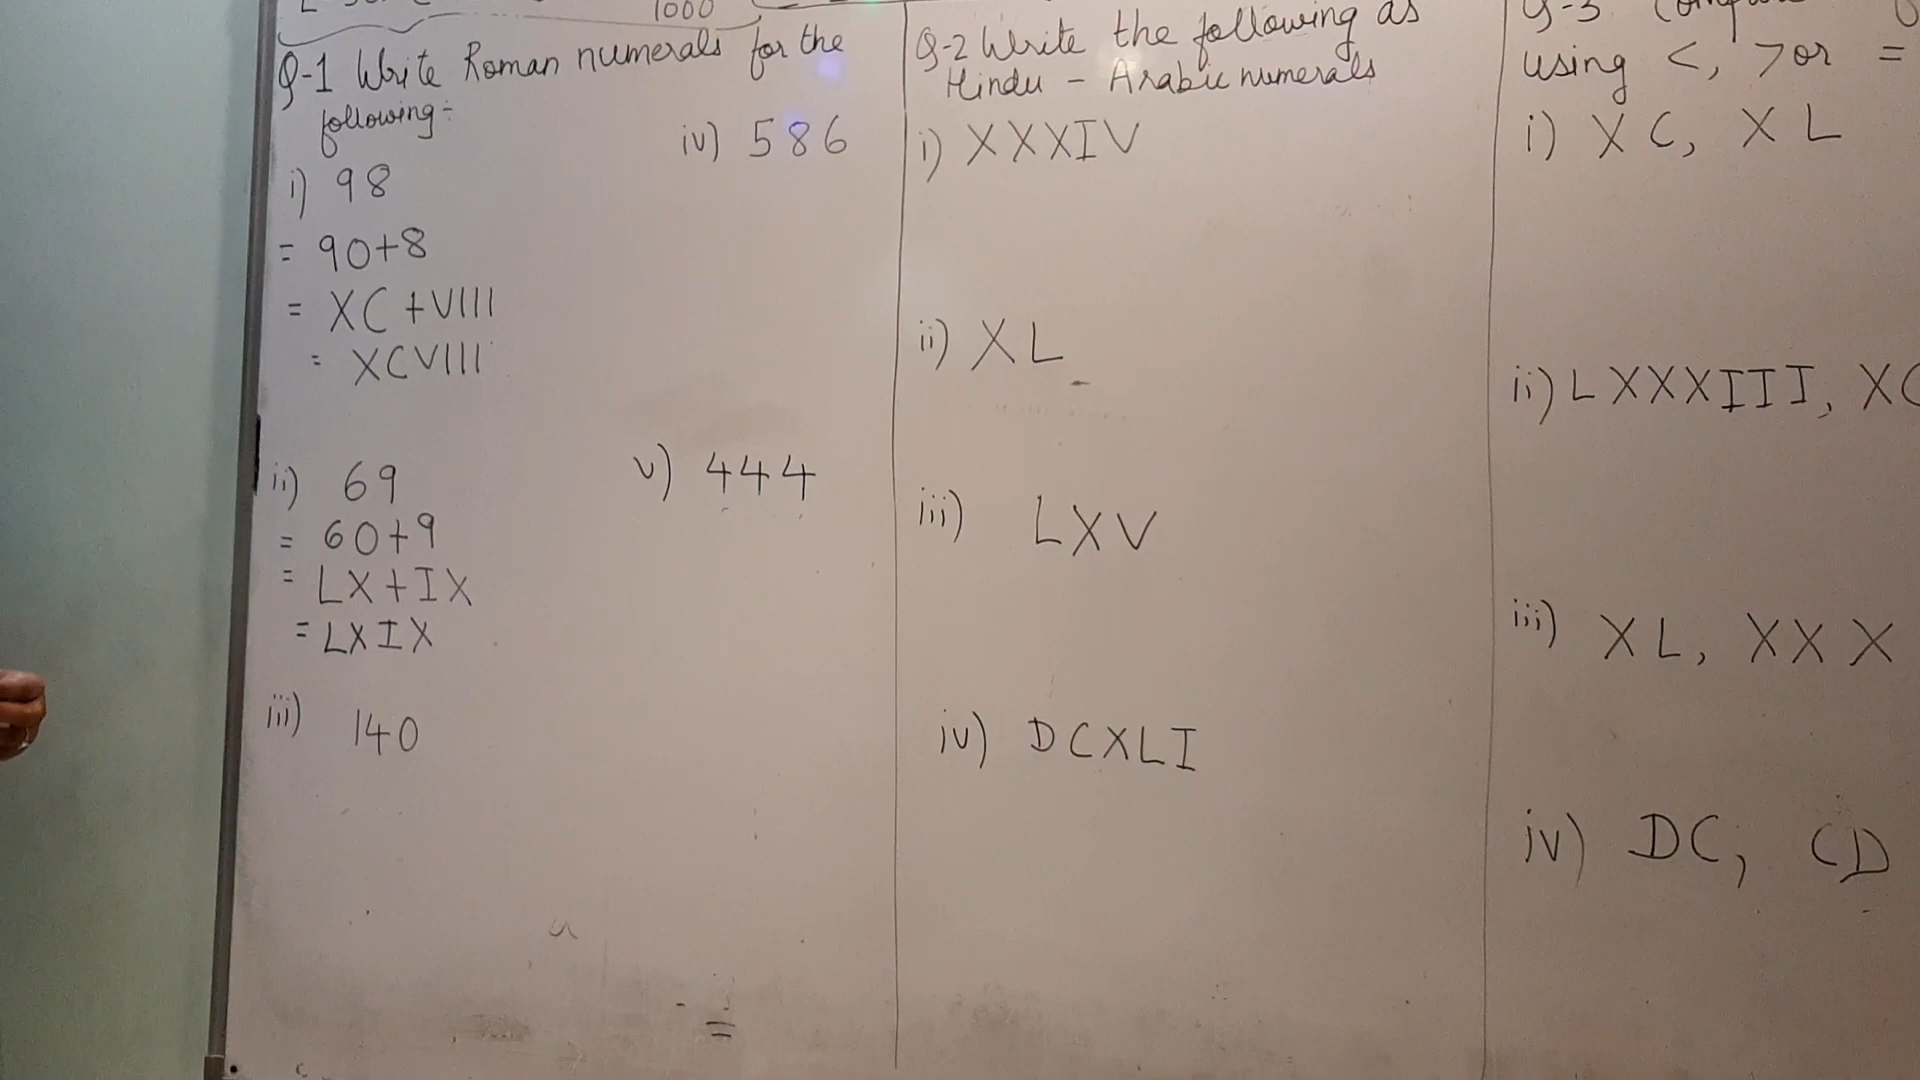 1000
Q-1 Write Roman numerals for the
following:-
i) 98
= 90+8
= XC+VIII
= XCVIII
ii) 69
= 60+9
= LX+IX
= LXIX
iii) 140
iv) 586
v) 444
=
Q-2 Write the following as
Hindu - Arabic numerals
i) XXXIV
ii) XL
iii) LXV
iv) DCXLI
Q-3
using <, > or =
i) XC, XL
ii) LXXXIII, XC
iii) XL, XXX
iv) DC, CD